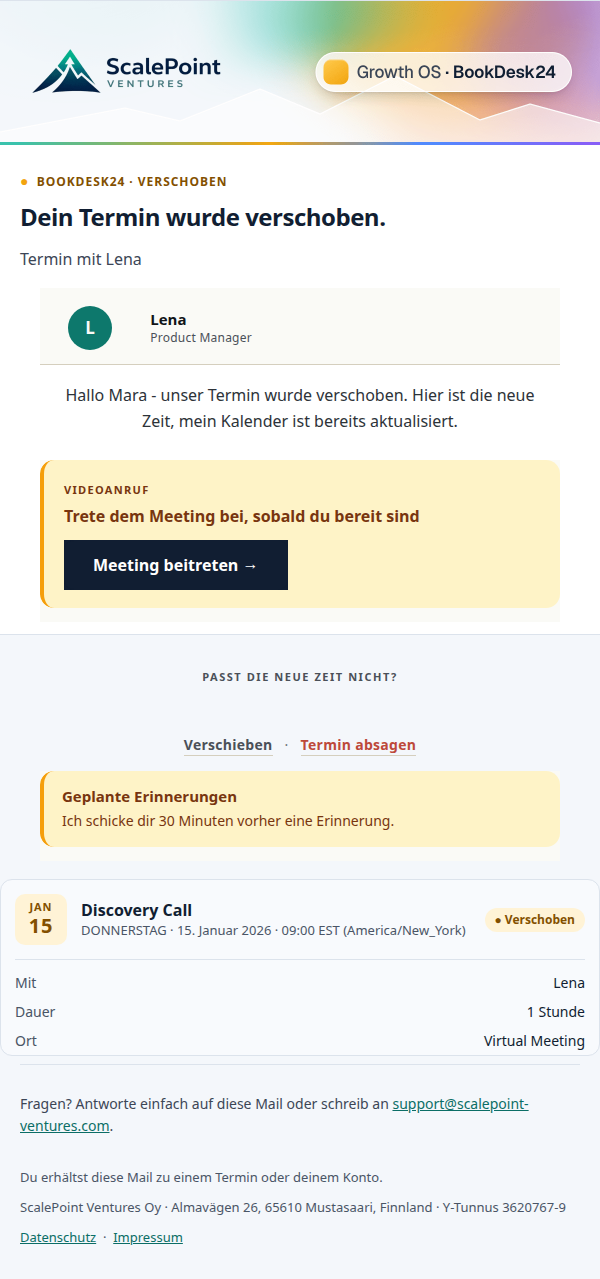 ScalePoint
VENTURES
Growth OS · BookDesk24
BOOKDESK24 · VERSCHOBEN
Dein Termin wurde verschoben.
Termin mit Lena
L
Lena
Product Manager
Hallo Mara - unser Termin wurde verschoben. Hier ist die neue
Zeit, mein Kalender ist bereits aktualisiert.
VIDEOANRUF
Trete dem Meeting bei, sobald du bereit sind
Meeting beitreten →
PASST DIE NEUE ZEIT NICHT?
Verschieben · Termin absagen
Geplante Erinnerungen
Ich schicke dir 30 Minuten vorher eine Erinnerung.
JAN
15
Discovery Call
DONNERSTAG · 15. Januar 2026 · 09:00 EST (America/New_York)
● Verschoben
Mit Lena
Dauer 1 Stunde
Ort Virtual Meeting
Fragen? Antworte einfach auf diese Mail oder schreib an support@scalepoint-
ventures.com.
Du erhältst diese Mail zu einem Termin oder deinem Konto.
ScalePoint Ventures Oy · Almavägen 26, 65610 Mustasaari, Finnland · Y-Tunnus 3620767-9
Datenschutz · Impressum